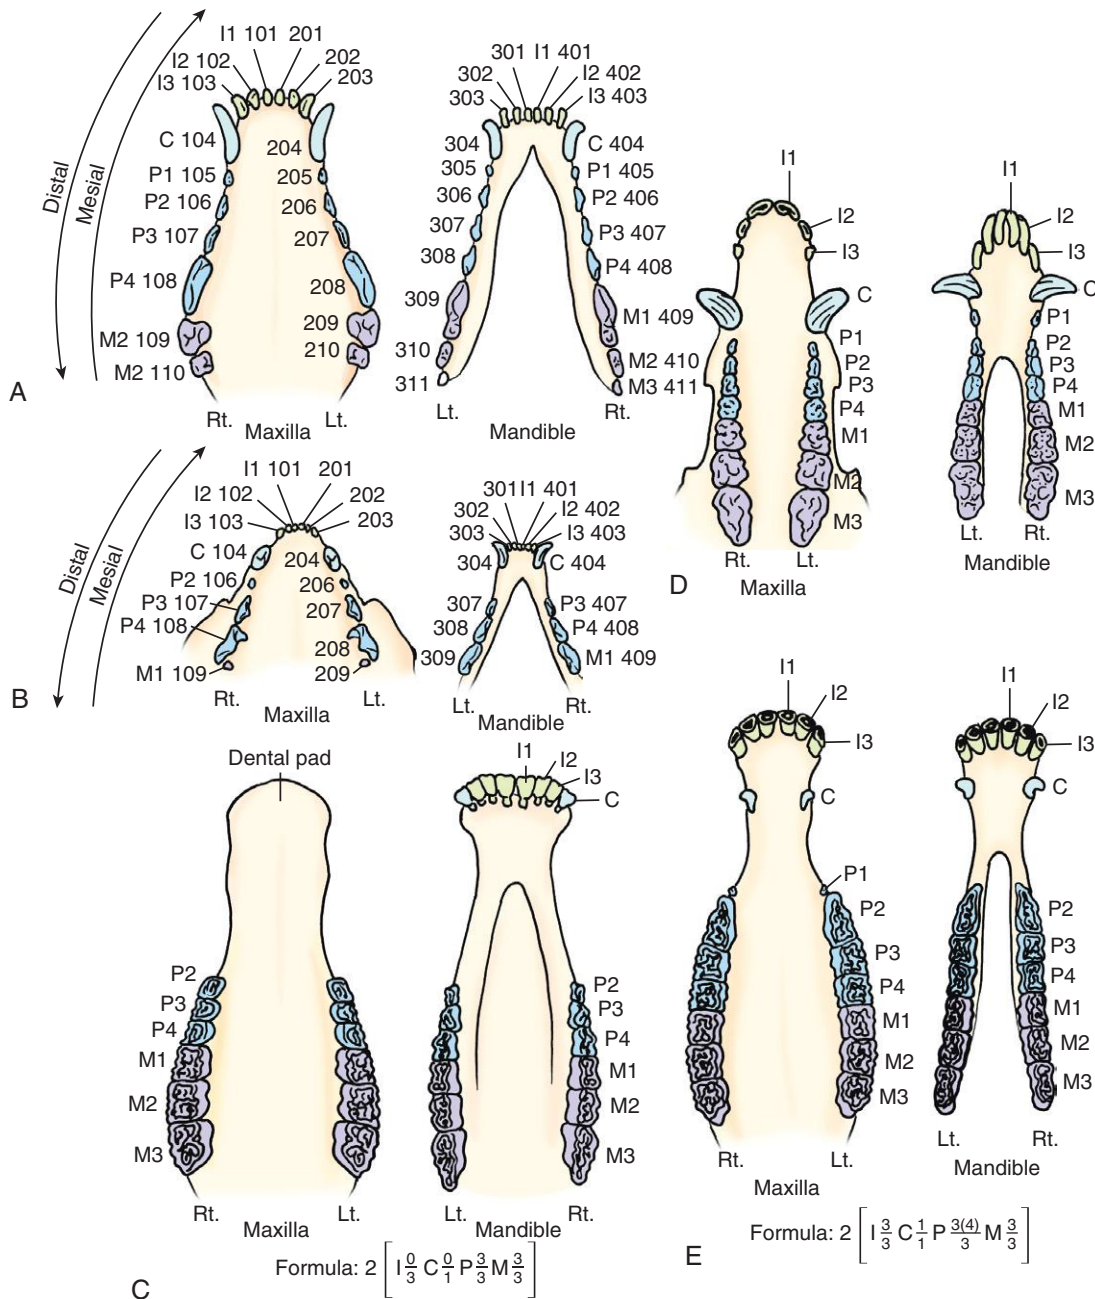 A
Distal
Mesial
I1 101 201
I2 102 202
I3 103 203
C 104 204
P1 105 205
P2 106 206
P3 107 207
P4 108 208
M2 109 209
M2 110 210
Rt. Lt.
Maxilla
301 I1 401
302 I2 402
303 I3 403
304 C 404
305 P1 405
306 P2 406
307 P3 407
308 P4 408
309 M1 409
310 M2 410
311 M3 411
Lt. Rt.
Mandible
B
Distal
Mesial
I1 101 201
I2 102 202
I3 103 203
C 104 204
P2 106 206
P3 107 207
P4 108 208
M1 109 209
Rt. Lt.
Maxilla
301 I1 401
302 I2 402
303 I3 403
304 C 404
307 P3 407
308 P4 408
309 M1 409
Lt. Rt.
Mandible
C
Dental pad
P2
P3
P4
M1
M2
M3
Rt. Lt.
Maxilla
I1
I2
I3
C
P2
P3
P4
M1
M2
M3
Lt. Rt.
Mandible
Formula: 2 [ I 0/3 C 0/1 P 3/3 M 3/3 ]
D
I1
I2
I3
C
P1
P2
P3
P4
M1
M2
M3
Rt. Lt.
Maxilla
I1
I2
I3
C
P1
P2
P3
P4
M1
M2
M3
Lt. Rt.
Mandible
E
I1
I2
I3
C
P1
P2
P3
P4
M1
M2
M3
Rt. Lt.
Maxilla
I1
I2
I3
C
P2
P3
P4
M1
M2
M3
Lt. Rt.
Mandible
Formula: 2 [ I 3/3 C 1/1 P 3(4)/3 M 3/3 ]